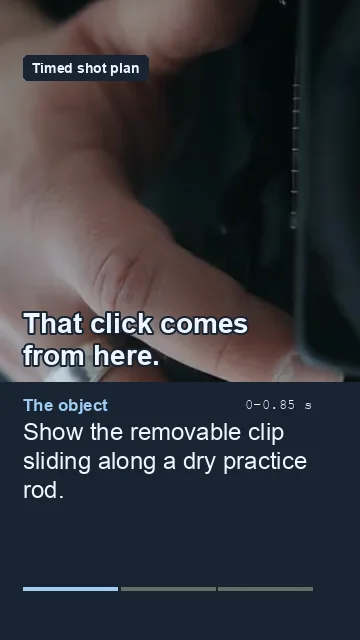 Timed shot plan
That click comes
from here.
The object
0–0.85 s
Show the removable clip
sliding along a dry practice
rod.